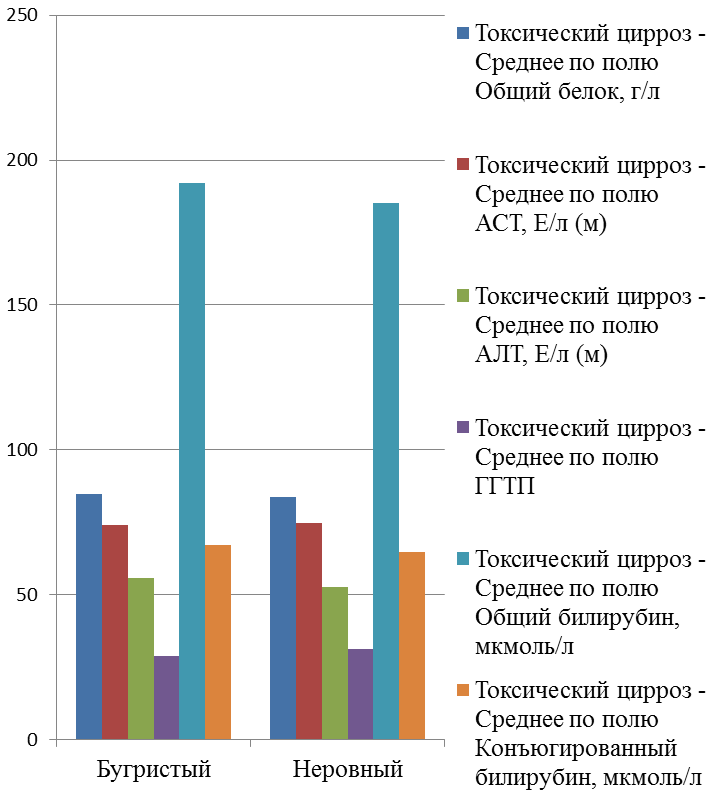 250
200
150
100
50
0
Бугристый
Неровный
Токсический цирроз -
Среднее по полю
Общий белок, г/л
Токсический цирроз -
Среднее по полю
АСТ, Е/л (м)
Токсический цирроз -
Среднее по полю
АЛТ, Е/л (м)
Токсический цирроз -
Среднее по полю
ГГТП
Токсический цирроз -
Среднее по полю
Общий билирубин,
мкмоль/л
Токсический цирроз -
Среднее по полю
Конъюгированный
билирубин, мкмоль/л